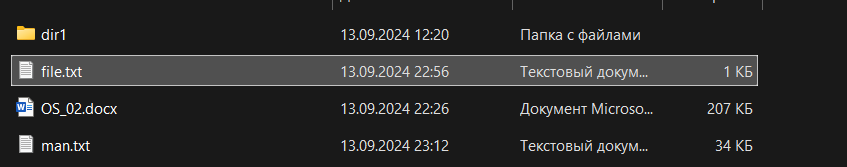 dir1 13.09.2024 12:20 Папка с файлами
file.txt 13.09.2024 22:56 Текстовый докум... 1 КБ
OS_02.docx 13.09.2024 22:26 Документ Microso... 207 КБ
man.txt 13.09.2024 23:12 Текстовый докум... 34 КБ